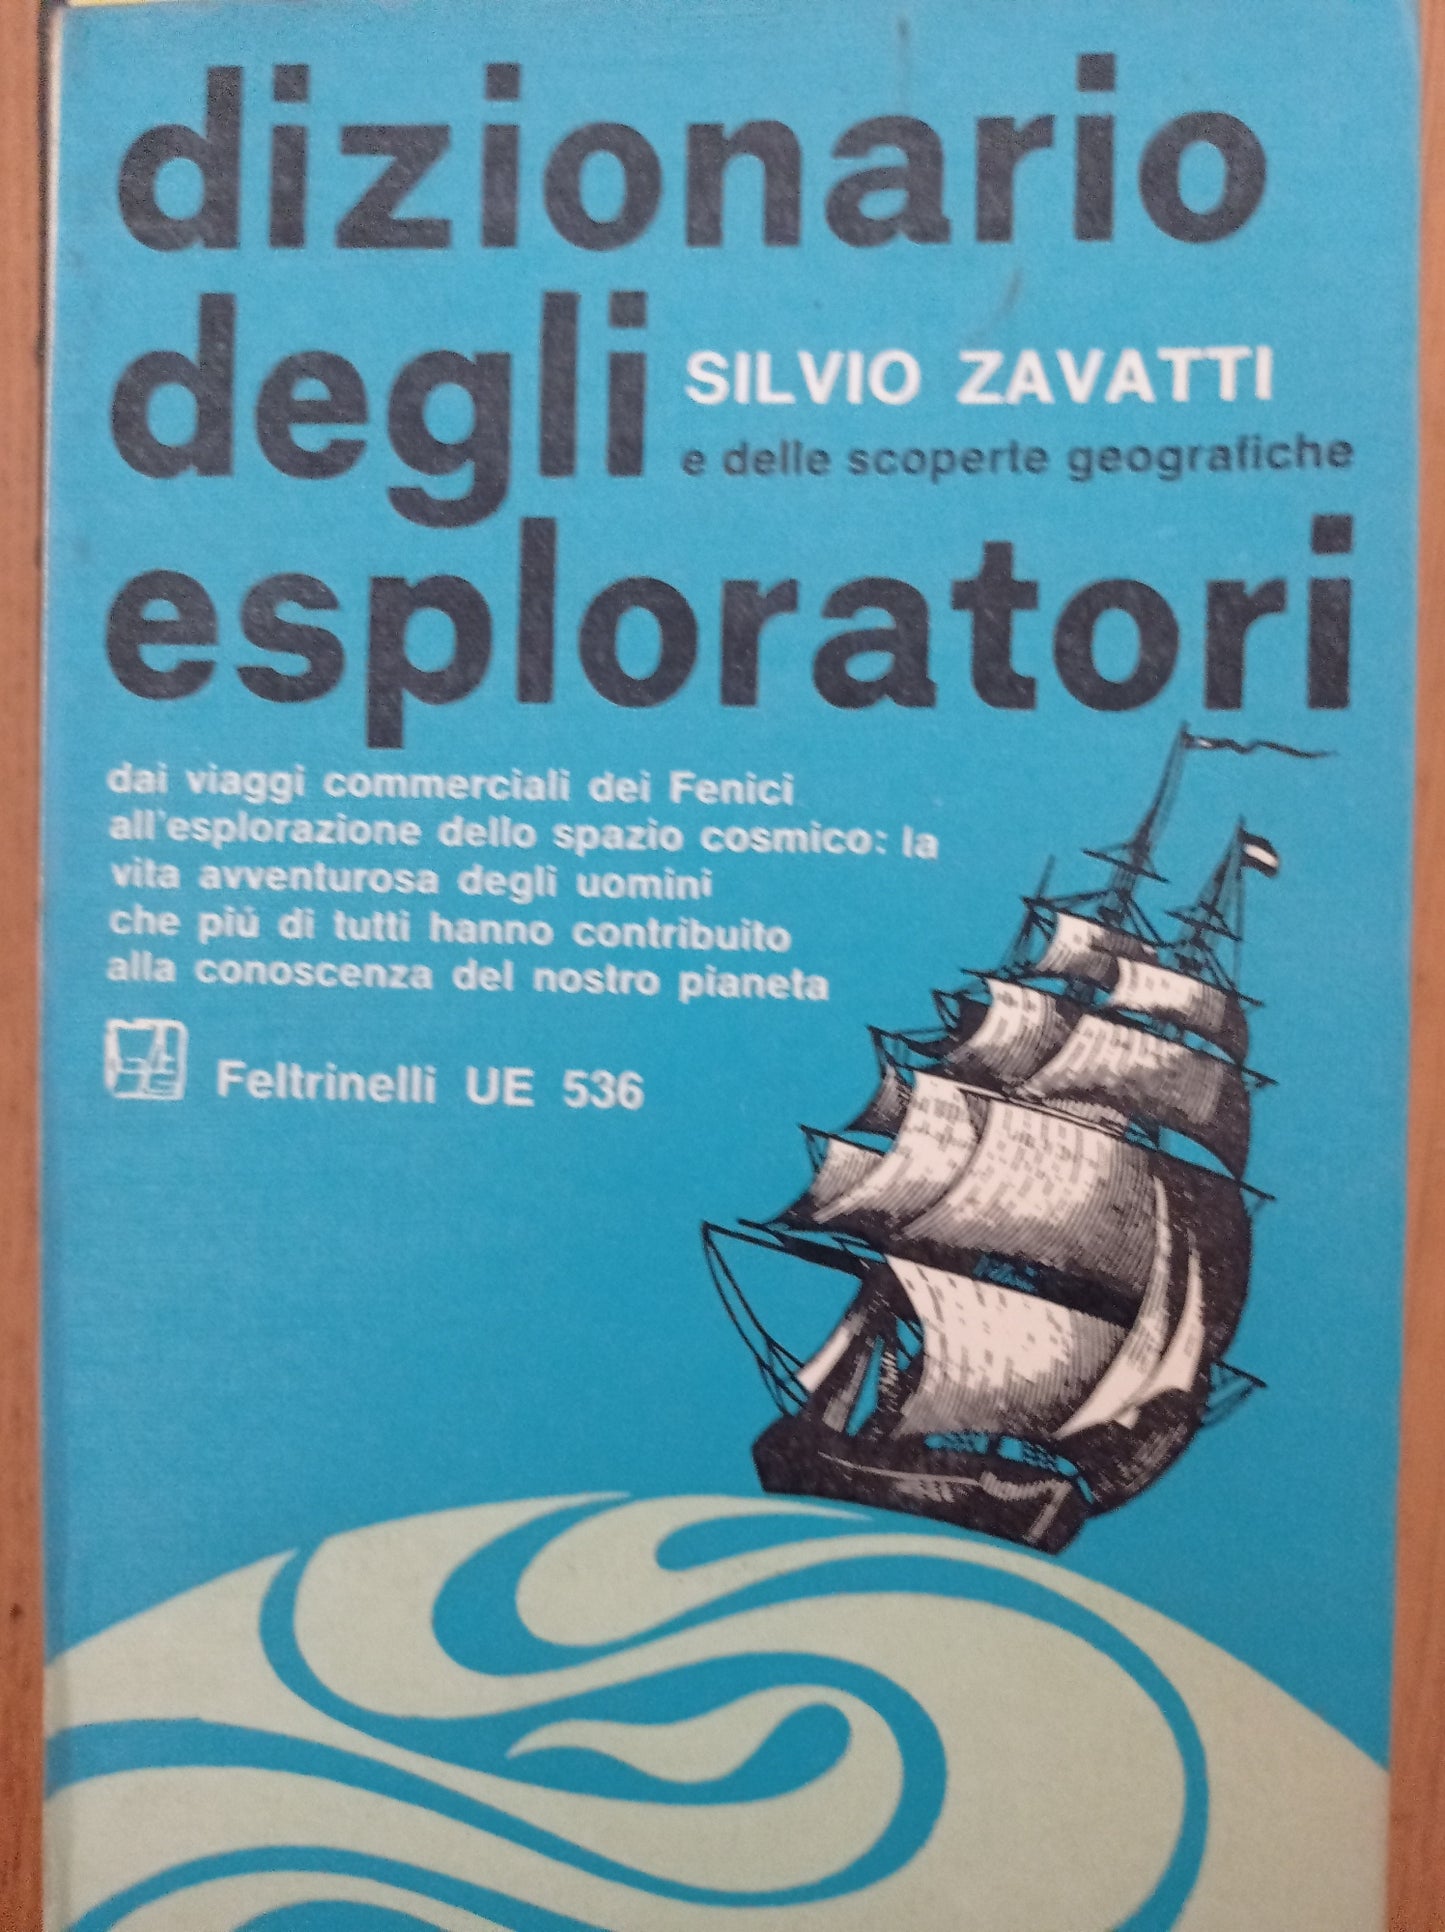 dizionario
degli
SILVIO ZAVATTI
e delle scoperte geografiche
esploratori
dai viaggi commerciali dei Fenici
all'esplorazione dello spazio cosmico: la
vita avventurosa degli uomini
che piú di tutti hanno contribuito
alla conoscenza del nostro pianeta
Feltrinelli UE 536